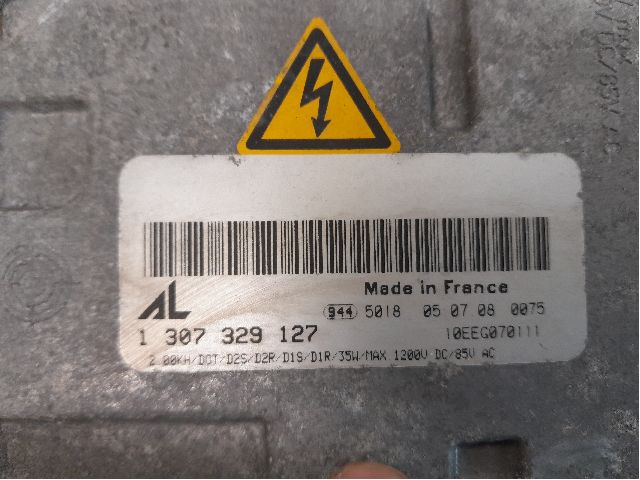 Made in France
AL
944 5018 05 07 08 0075
1 307 329 127
10EEG070111
2.00KH/DOT/D2S/D2R/D1S/D1R/35W/MAX 1200V DC/85V AC